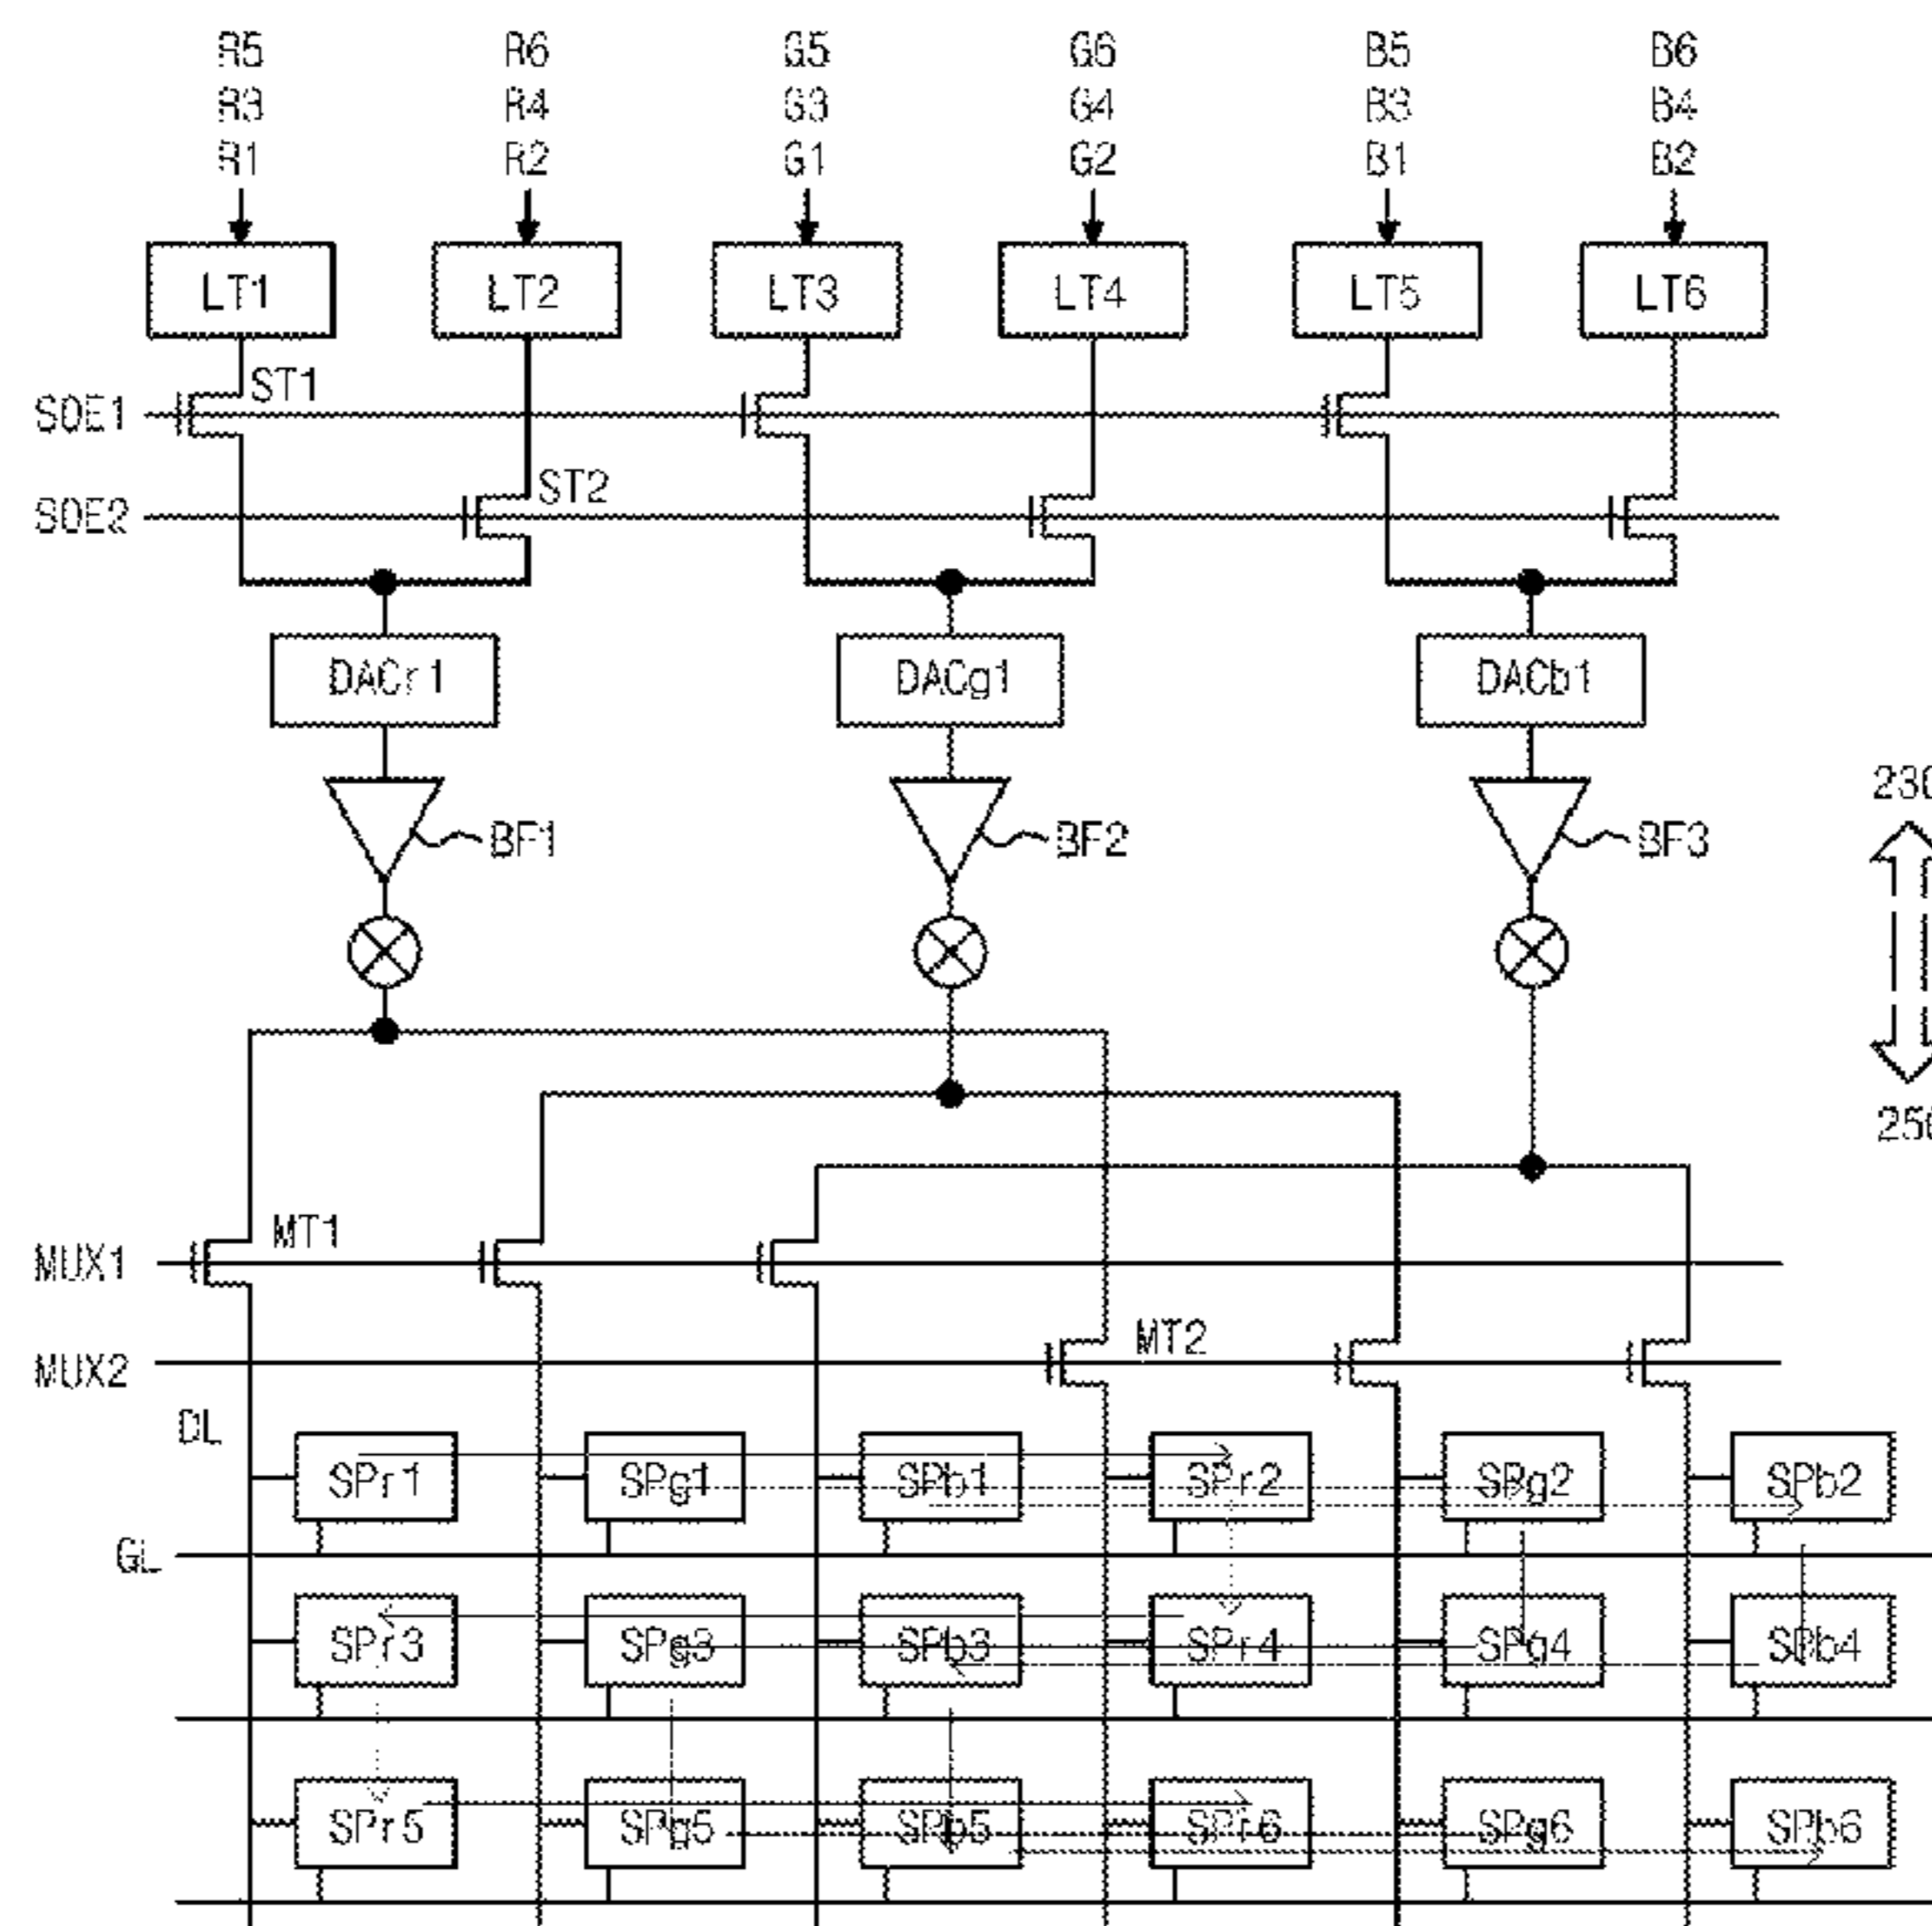 R5 R6 G5 G6 B5 B6
R3 R4 G3 G4 B3 B4
R1 R2 G1 G2 B1 B2
LT1 LT2 LT3 LT4 LT5 LT6
ST1
SOE1
ST2
SOE2
DACr1 DACg1 DACb1
BF1 BF2 BF3
230
250
MUX1 MT1
MUX2 MT2
DL
SPr1 SPg1 SPb1 SPr2 SPg2 SPb2
GL
SPr3 SPg3 SPb3 SPr4 SPg4 SPb4
SPr5 SPg5 SPb5 SPr6 SPg6 SPb6